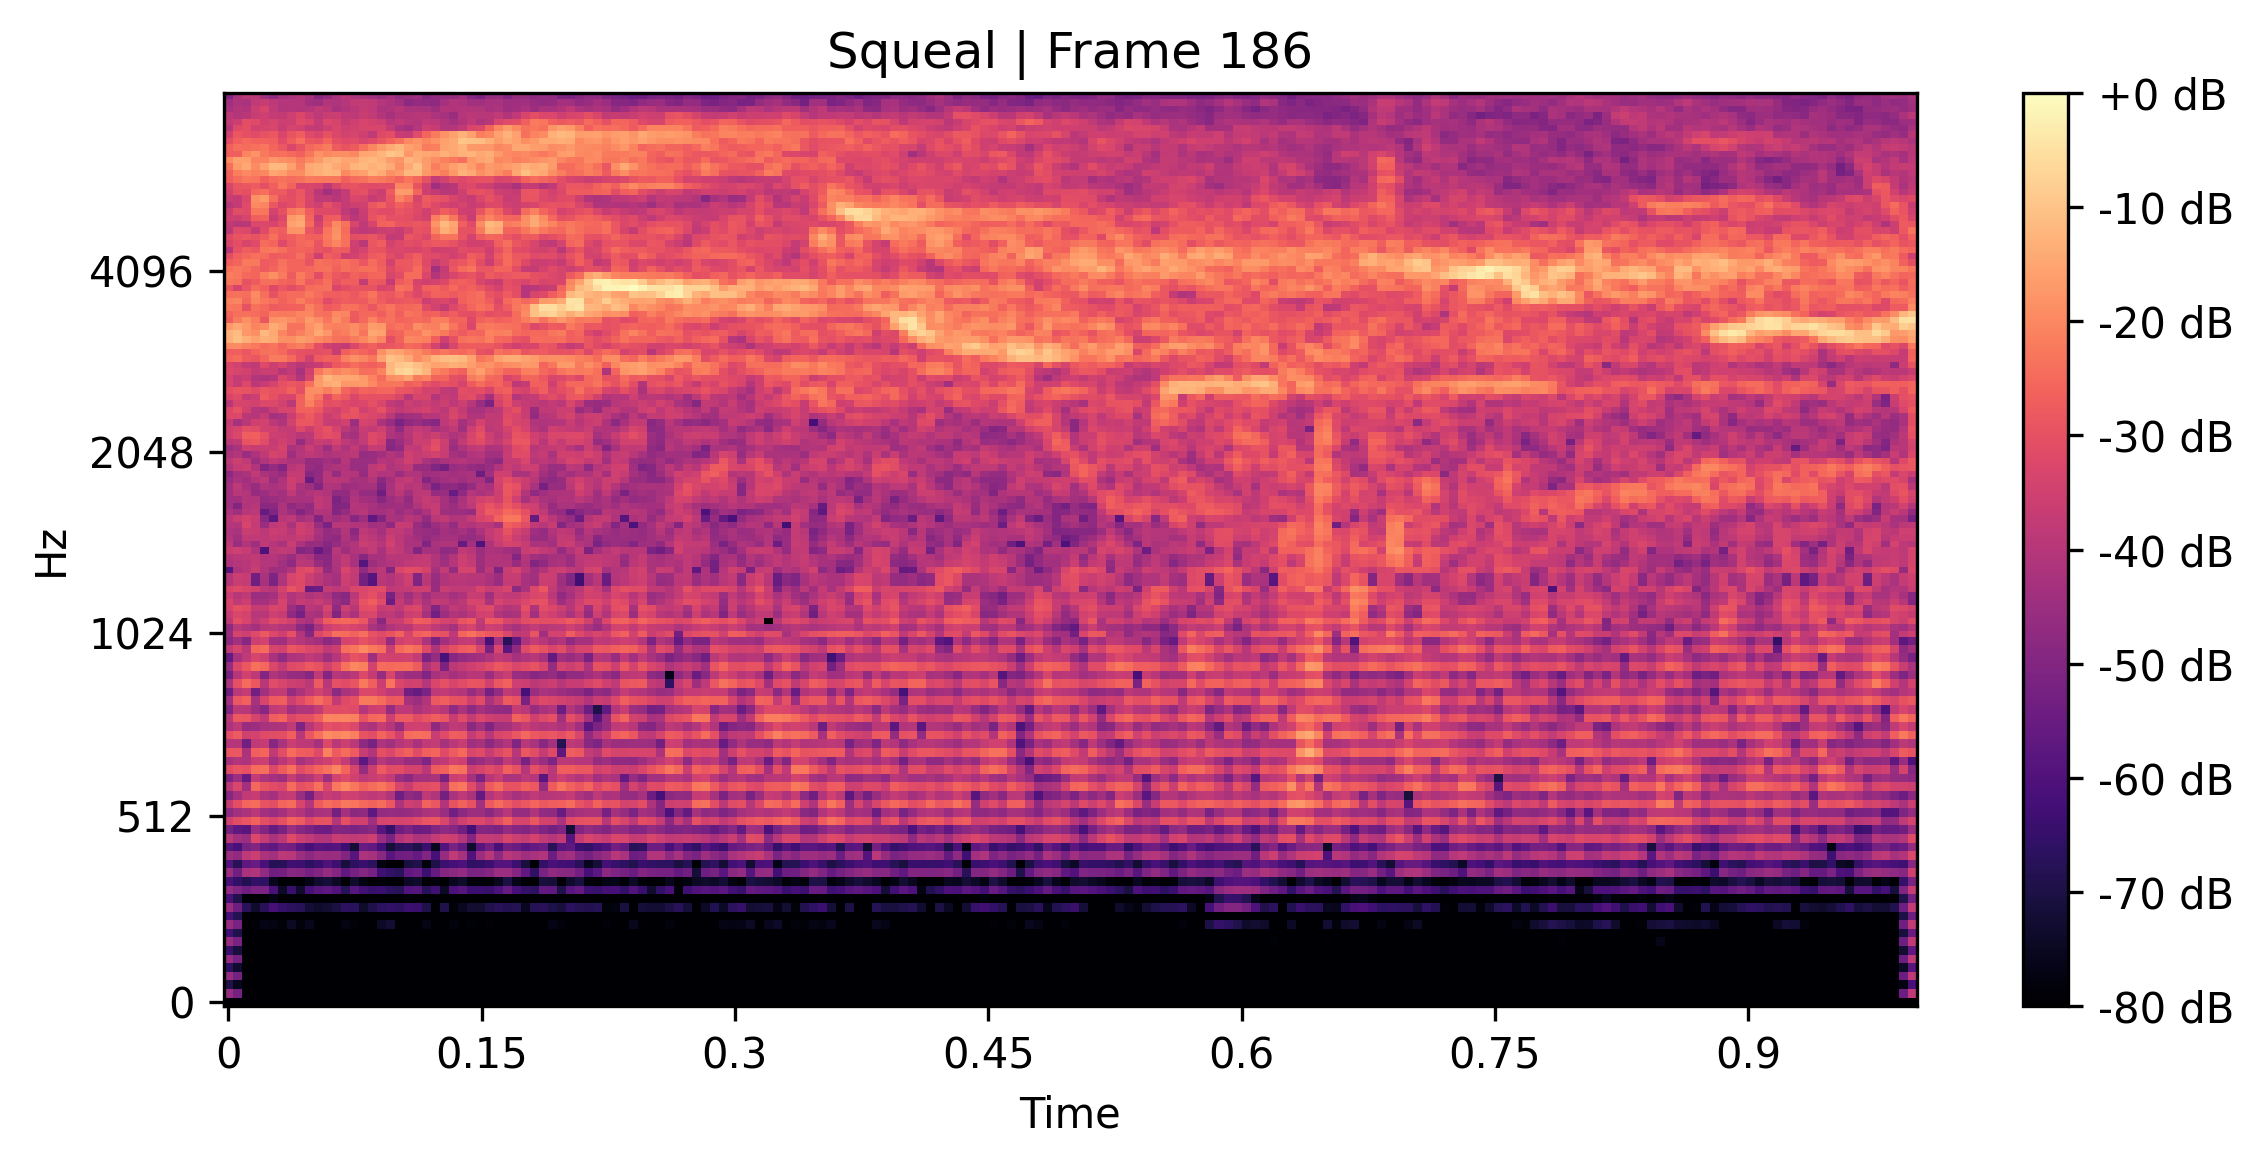 Squeal | Frame 186
+0 dB
-10 dB
-20 dB
-30 dB
-40 dB
-50 dB
-60 dB
-70 dB
-80 dB
4096
2048
1024
512
0
Hz
0 0.15 0.3 0.45 0.6 0.75 0.9
Time